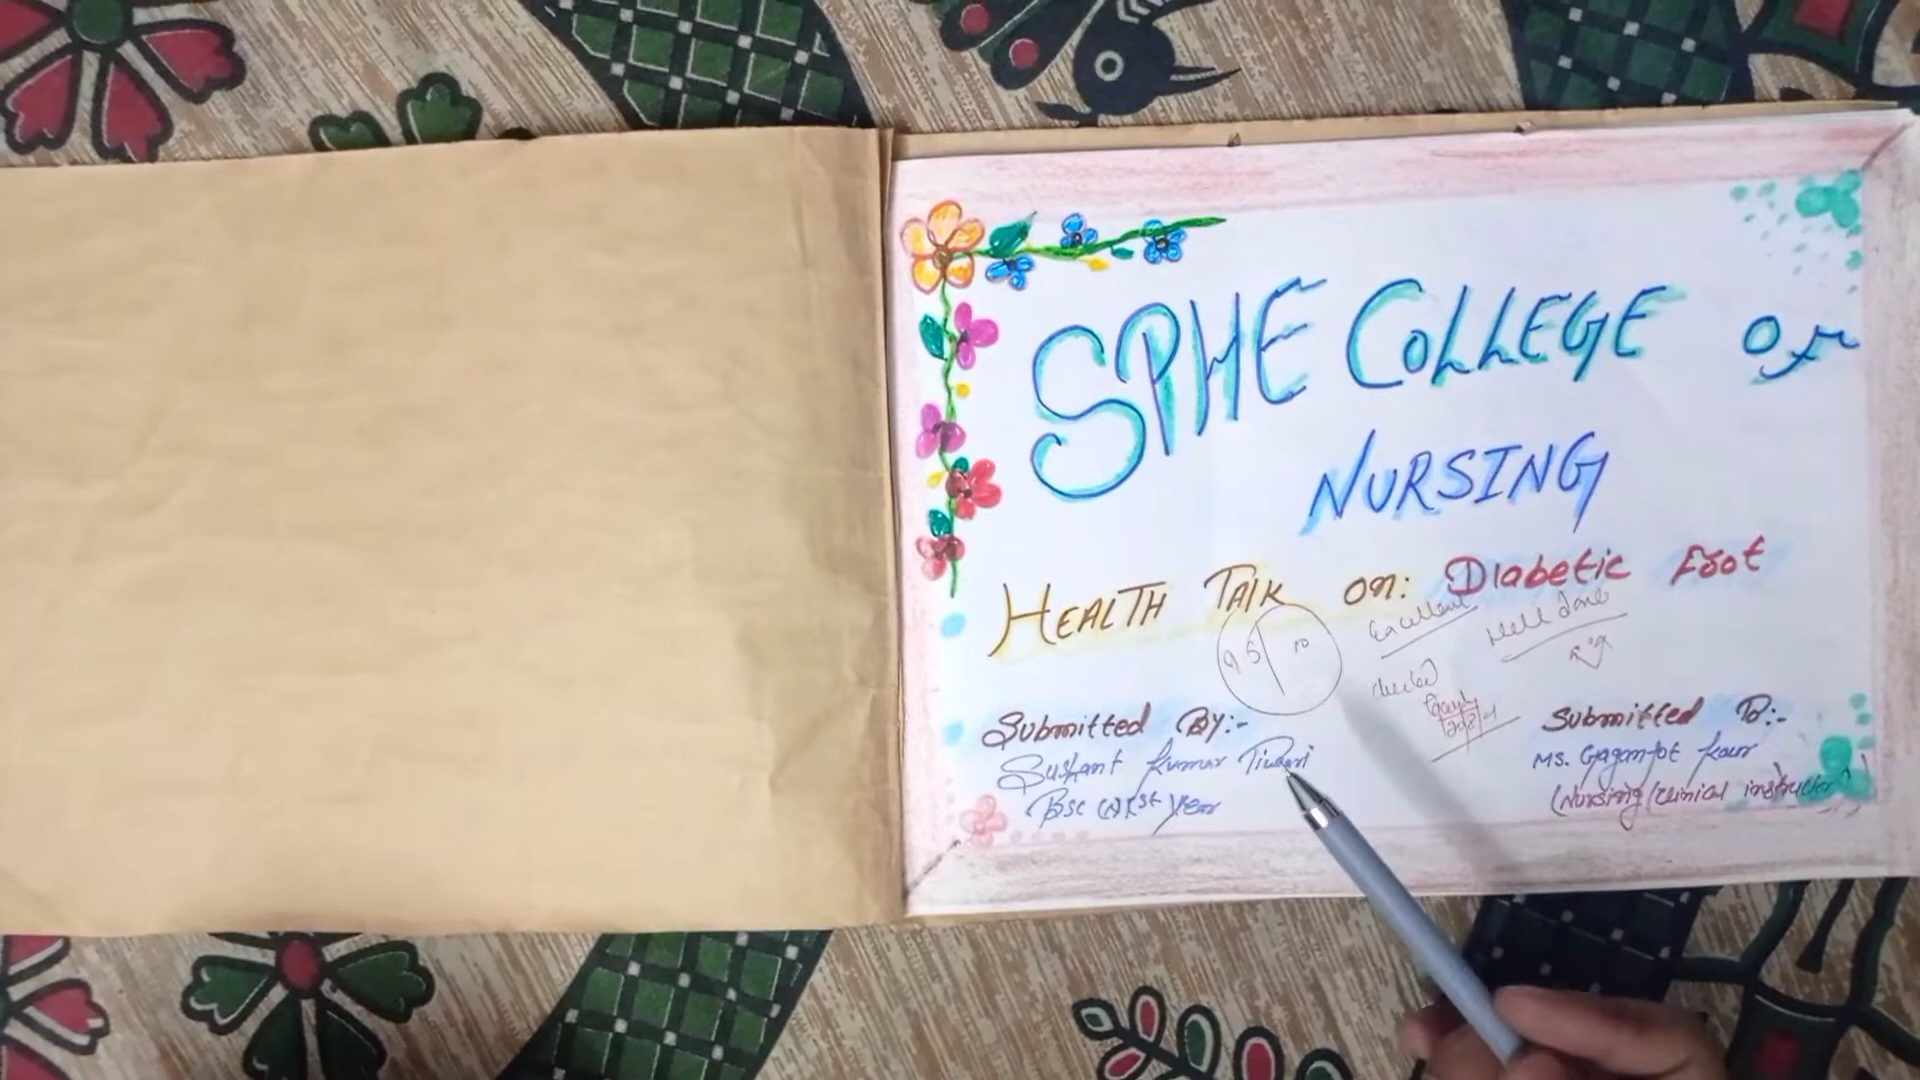 SPHE COLLEGE OF
NURSING
HEALTH TALK ON: Diabetic Foot
9.5 10
Excellent
Well done
Checked
Submitted By:-
Sushant Kumar Tiwari
Bsc (N) 1st Year
Submitted To:-
Ms. Gaganjot Kaur
(Nursing/clinical instructor)